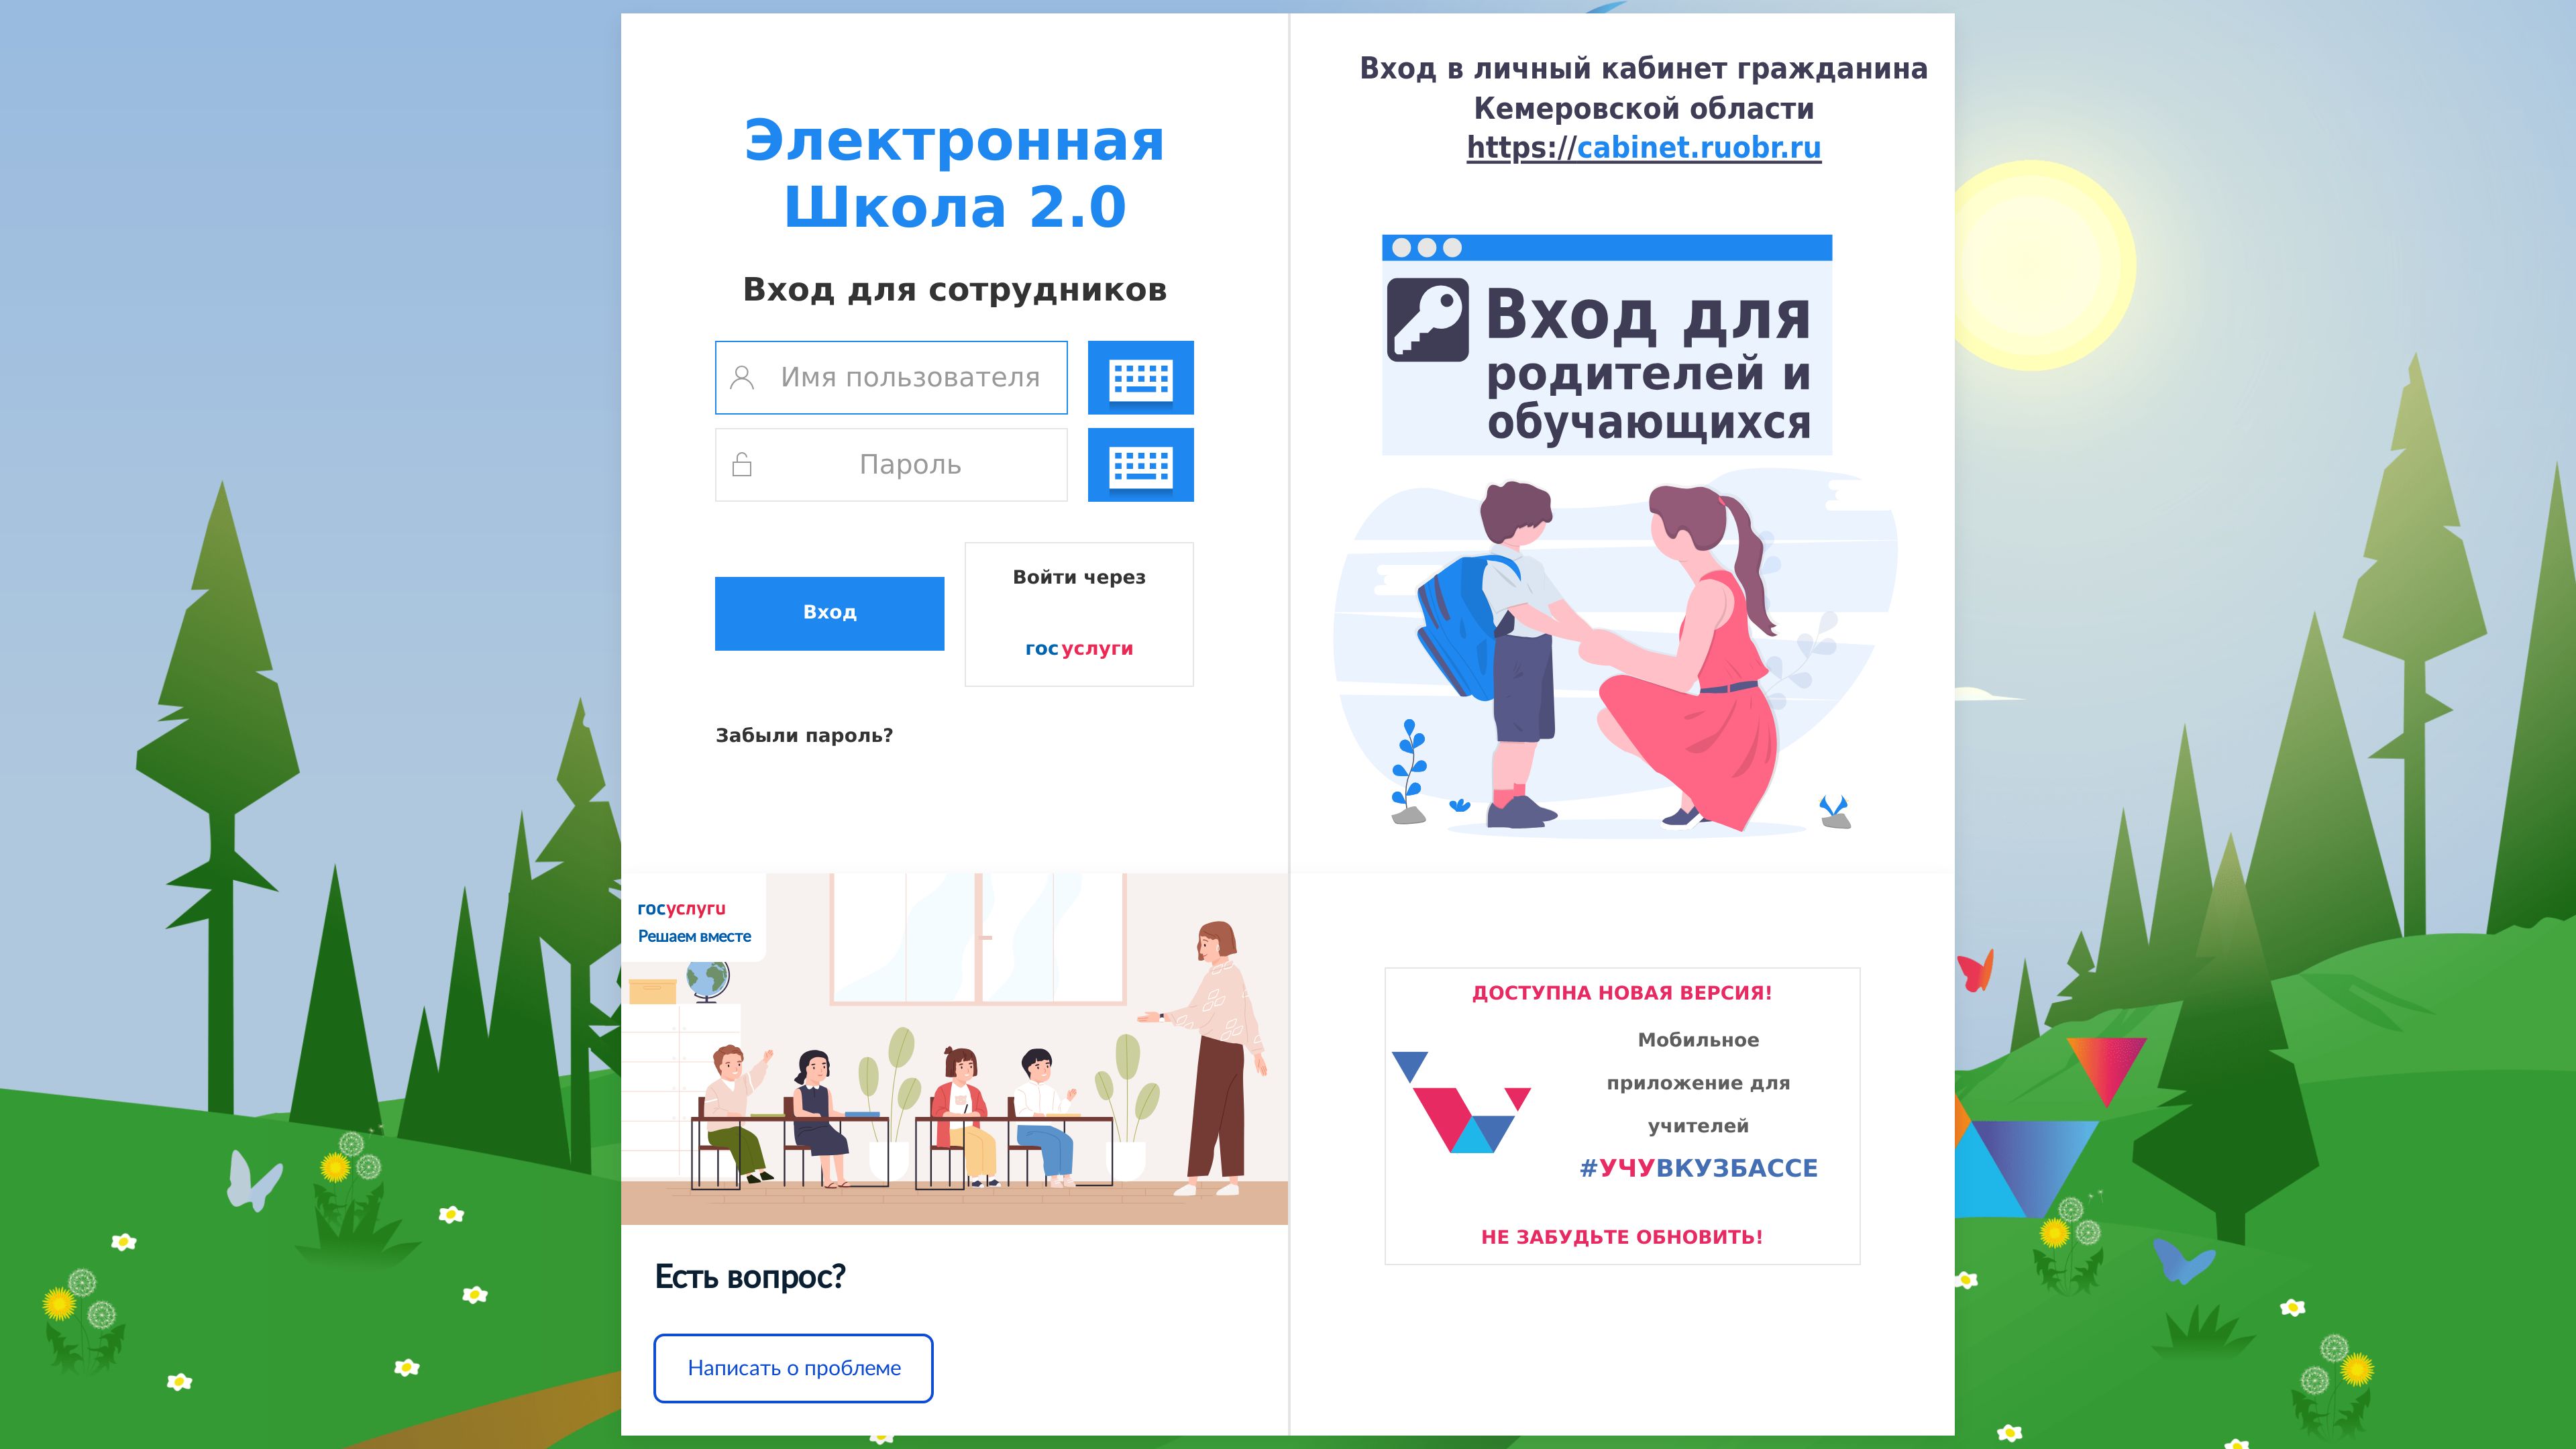 Электронная
Школа 2.0
Вход для сотрудников
Имя пользователя
Пароль
Вход
Войти через
госуслуги
Забыли пароль?
Вход в личный кабинет гражданина
Кемеровской области
https://cabinet.ruobr.ru
Вход для
родителей и
обучающихся
госуслуги
Решаем вместе
Есть вопрос?
Написать о проблеме
ДОСТУПНА НОВАЯ ВЕРСИЯ!
Мобильное
приложение для
учителей
#УЧУВКУЗБАССЕ
НЕ ЗАБУДЬТЕ ОБНОВИТЬ!